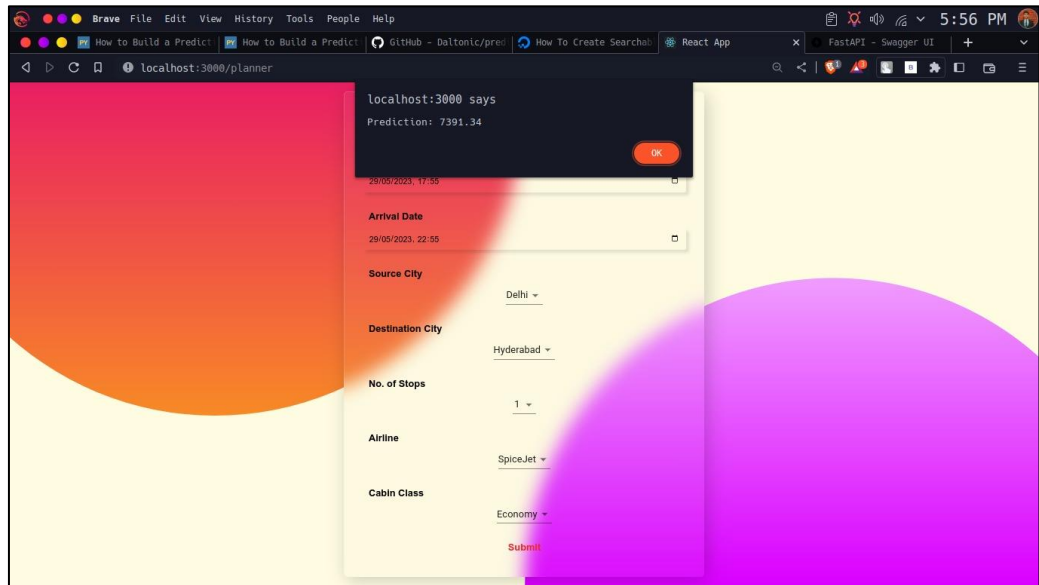 Brave File Edit View History Tools People Help 5:56 PM
How to Build a Predict How to Build a Predict GitHub - Daltonic/pred How To Create Searchab React App FastAPI - Swagger UI
localhost:3000/planner
localhost:3000 says
Prediction: 7391.34
OK
29/05/2023, 17:55
Arrival Date
29/05/2023, 22:55
Source City
Delhi
Destination City
Hyderabad
No. of Stops
1
Airline
SpiceJet
Cabin Class
Economy
Submit